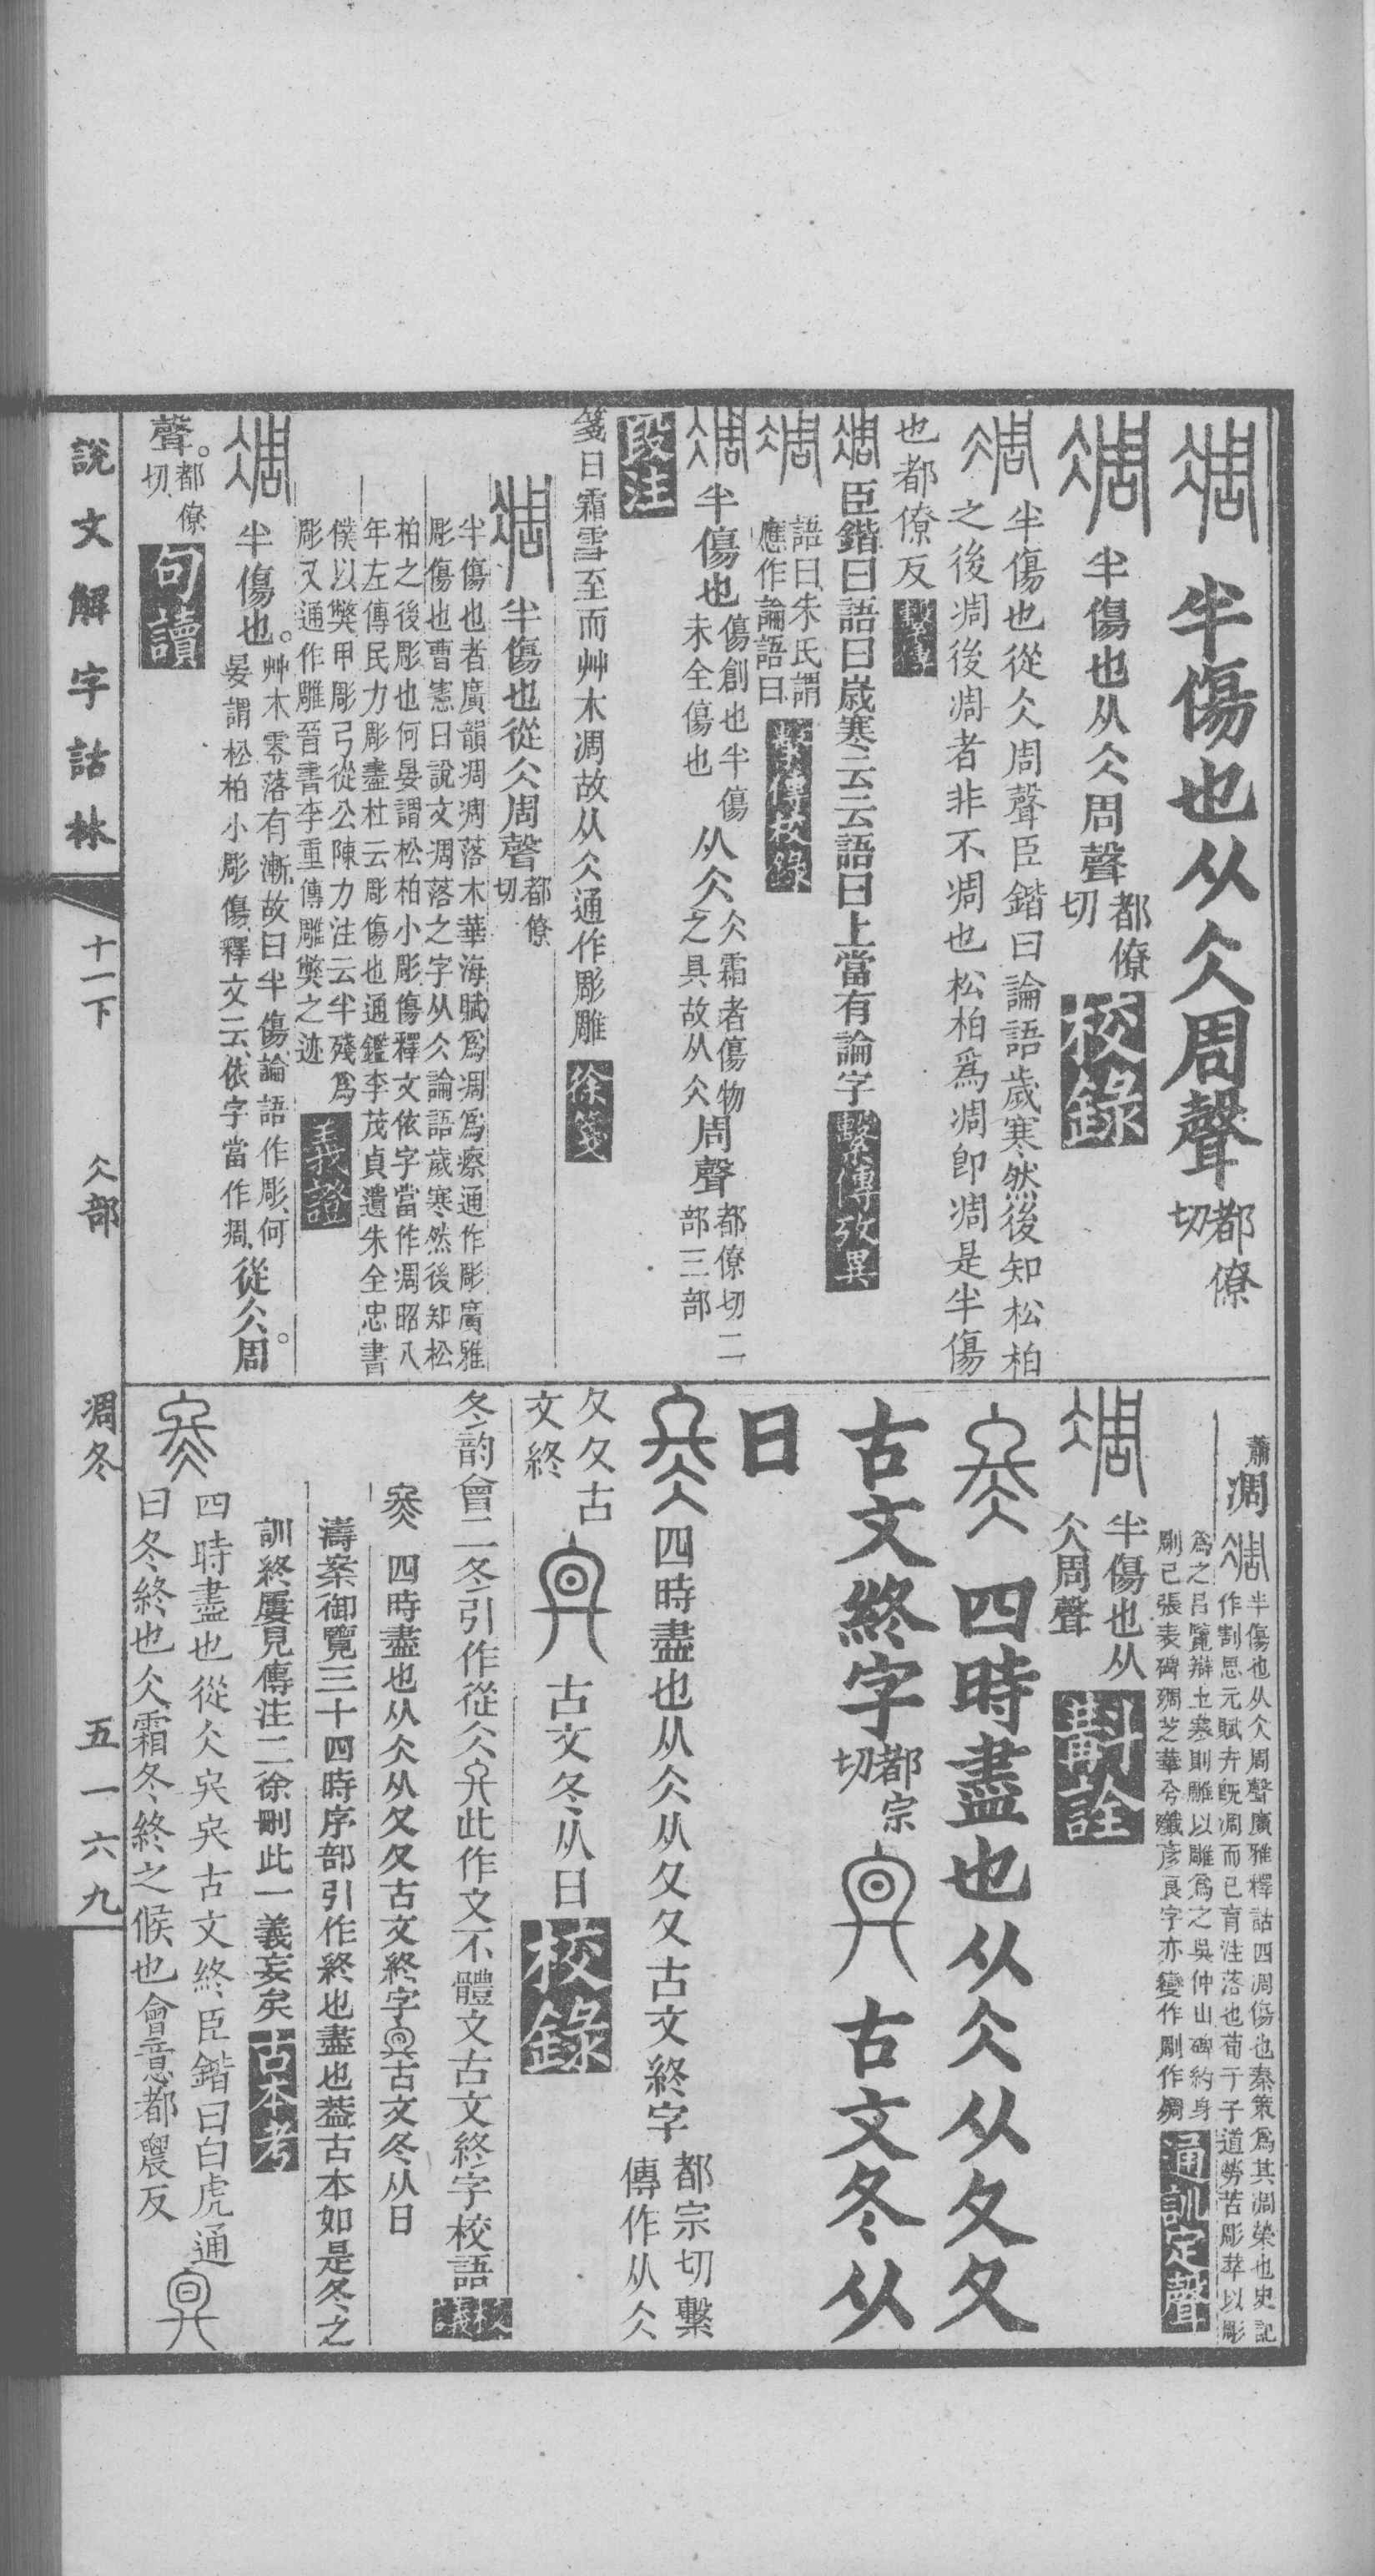 半傷也从仌周聲都僚切
半傷也从仌周聲都僚切校錄
半傷也從仌周聲臣鍇曰論語歲寒然後知松柏
之後凋後凋者非不凋也松柏爲凋卽凋是半傷
也都僚反繫傳
臣鍇曰語曰歲寒云云語曰上當有論字繫傳攷異
語曰朱氏謂應作論語曰繫傳校錄
半傷也傷創也半傷未全傷也从仌仌霜者傷物之具故从仌周聲都僚切二部三部
段注
箋曰霜雪至而艸木凋故从仌通作彫雕徐箋
半傷也從仌周聲都僚切
半傷也者廣韻凋凋落木華海賦爲凋爲瘵通作彫廣雅
彫傷也曹憲曰說文凋落之字从仌論語歲寒然後知松
柏之後彫也何晏謂松柏小彫傷釋文依字當作凋昭八
年左傳民力彫盡杜云彫傷也通鑑李茂貞遺朱全忠書
僕以弊甲彫弓從公陳力注云半殘爲
彫又通作雕晉書李重傳雕弊之迹義證
半傷也。艸木零落有漸故曰半傷論語作彫何晏謂松柏小彫傷釋文云依字當作凋從仌周。
聲。都僚切句讀
說文解字詁林 十一下 仌部 凋冬 五一六九
蕭凋半傷也从仌周聲廣雅釋詁四凋傷也秦策爲其凋榮也史記
作割思元賦卉旣凋而已育注落也荀子子道勞苦彫萃以彫
爲之呂覽辯土寒則雕以雕爲之吳仲山碑約身
剛己張表碑殦芝華兮殲彥良字亦變作剛作殦通訓定聲
半傷也从仌周聲斠詮
四時盡也从仌从夂夂
古文終字都宗切古文冬从
日
四時盡也从仌从夂夂古文終字都宗切繫傳作从仌
夂夂古文終古文冬从日校錄
冬韵會二冬引作從仌此作文不體文古文終字校語校議
四時盡也从仌从夂夂古文終字古文冬从日
濤案御覽三十四時序部引作終也盡也葢古本如是冬之
訓終屢見傳注二徐刪此一義妄矣古本考
四時盡也從仌古文終臣鍇曰白虎通
曰冬終也仌霜冬終之候也會意都農反